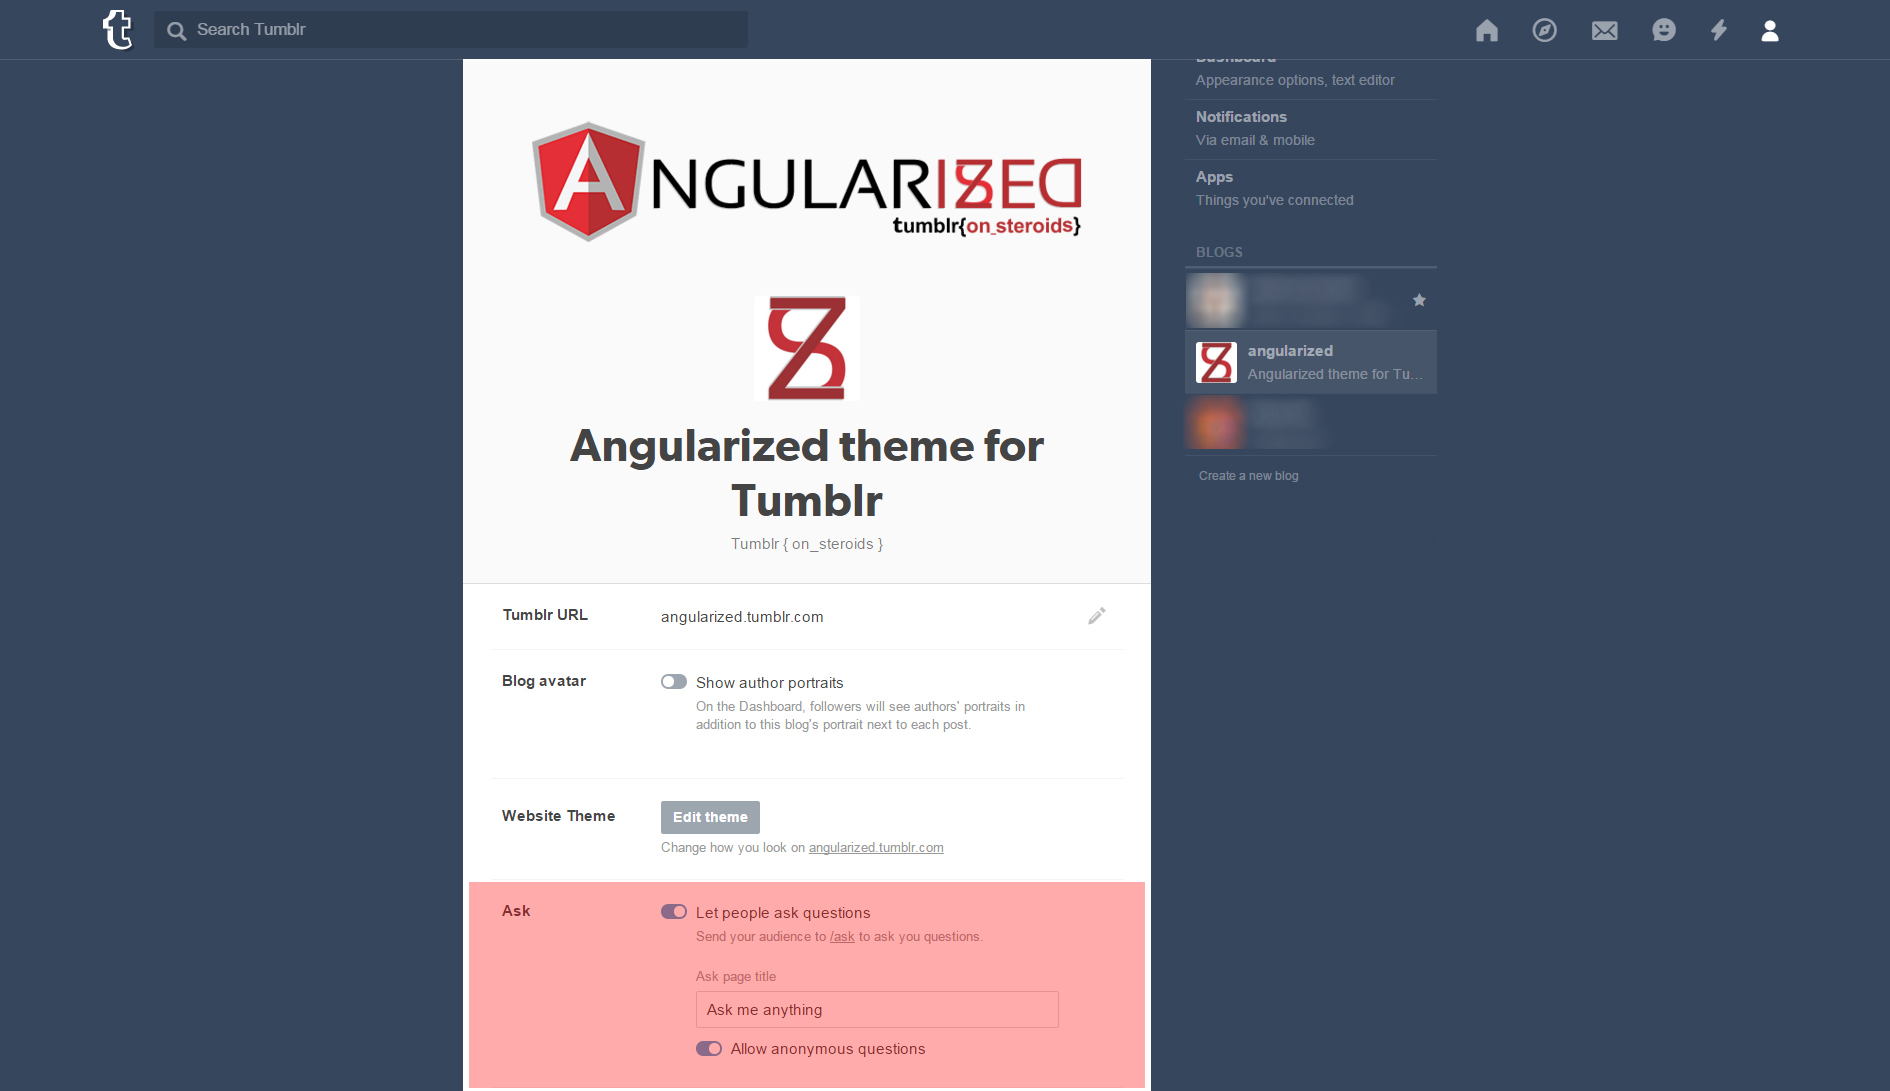 t
Search Tumblr
ANGULARIZED
tumblr{on_steroids}
Angularized theme for
Tumblr
Tumblr { on_steroids }
Tumblr URL
angularized.tumblr.com
Blog avatar
Show author portraits
On the Dashboard, followers will see authors' portraits in
addition to this blog's portrait next to each post.
Website Theme
Edit theme
Change how you look on angularized.tumblr.com
Ask
Let people ask questions
Send your audience to /ask to ask you questions.
Ask page title
Ask me anything
Allow anonymous questions
Dashboard
Appearance options, text editor
Notifications
Via email & mobile
Apps
Things you've connected
BLOGS
angularized
Angularized theme for Tu...
Create a new blog